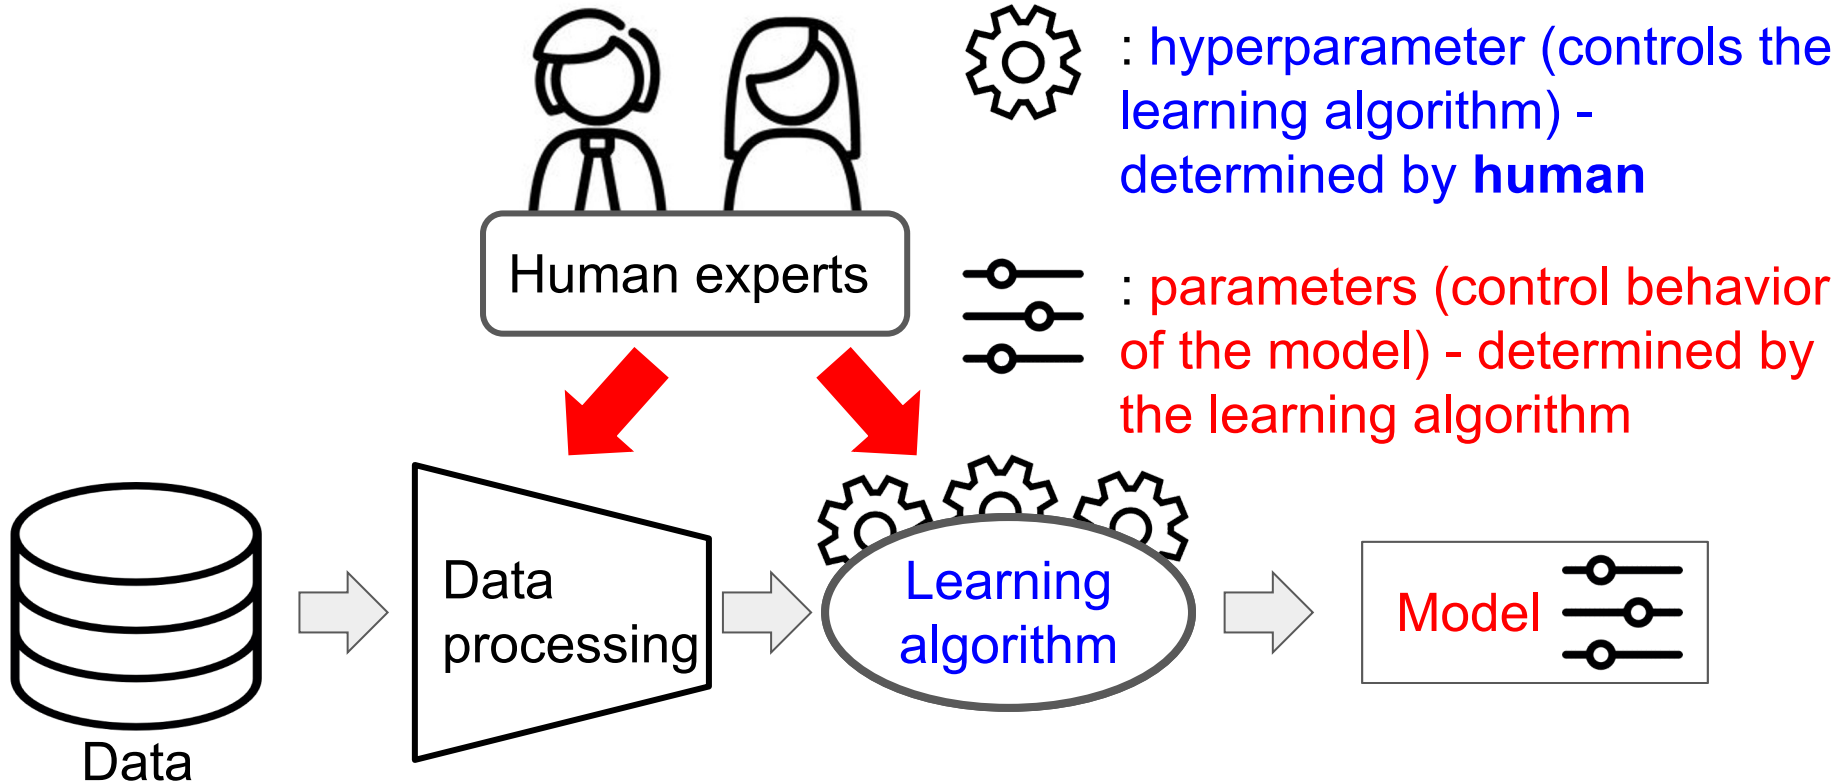 : hyperparameter (controls the
learning algorithm) -
determined by human
Human experts
: parameters (control behavior
of the model) - determined by
the learning algorithm
Data
processing
Learning
algorithm
Model
Data